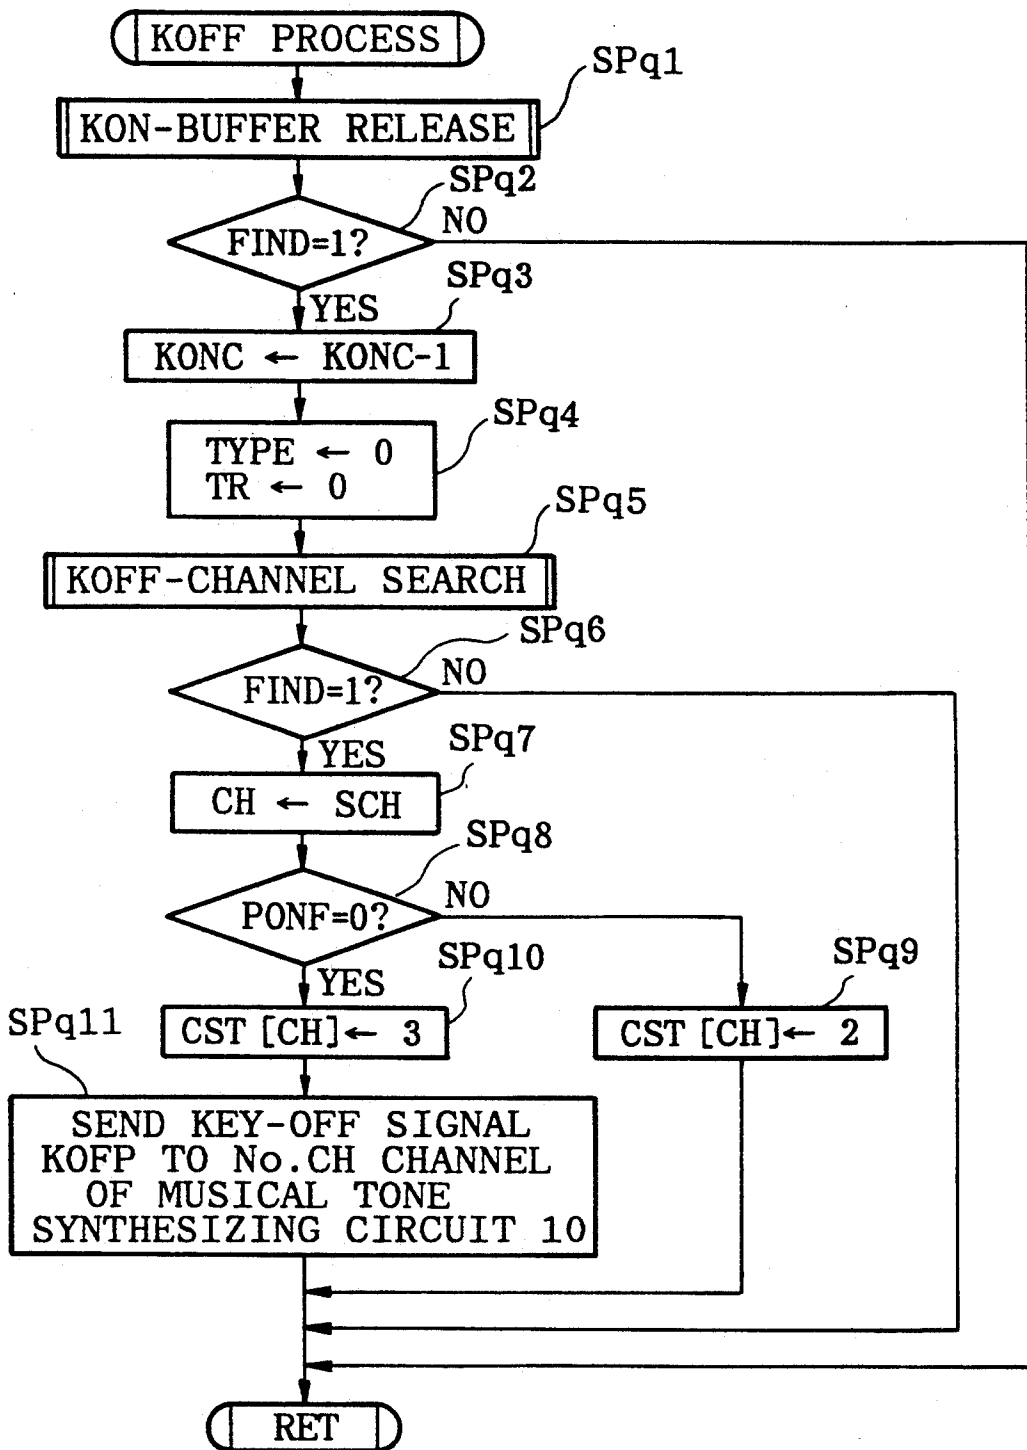 KOFF PROCESS
SPq1
KON-BUFFER RELEASE
SPq2
FIND=1?
NO
YES
SPq3
KONC ← KONC-1
SPq4
TYPE ← 0
TR ← 0
SPq5
KOFF-CHANNEL SEARCH
SPq6
FIND=1?
NO
YES
SPq7
CH ← SCH
SPq8
PONF=0?
NO
YES
SPq10
SPq9
CST [CH]← 3
CST [CH]← 2
SPq11
SEND KEY-OFF SIGNAL
KOFP TO No.CH CHANNEL
OF MUSICAL TONE
SYNTHESIZING CIRCUIT 10
RET